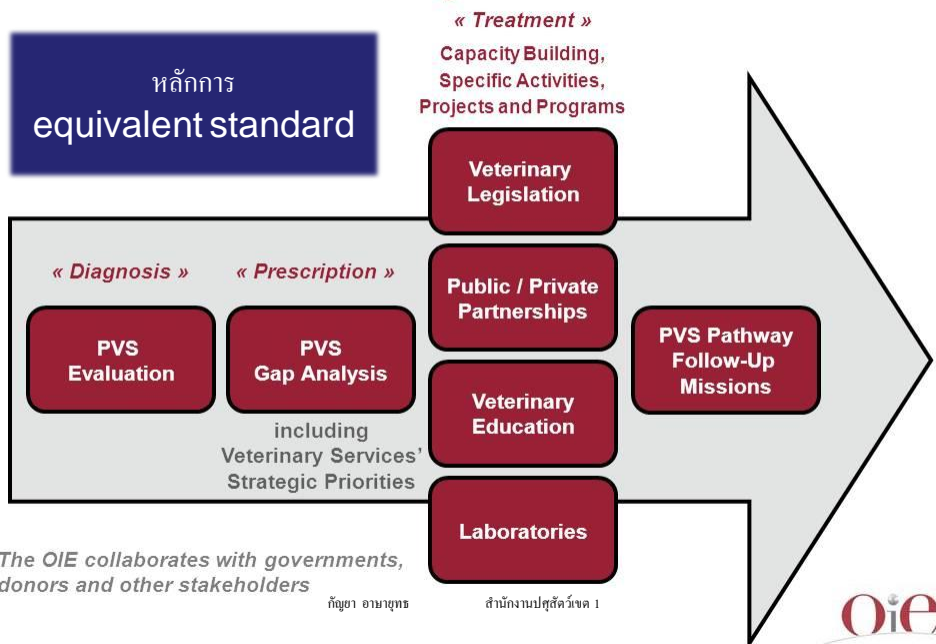 หลักการ
equivalent standard
« Treatment »
Capacity Building,
Specific Activities,
Projects and Programs
« Diagnosis »
« Prescription »
PVS
Evaluation
PVS
Gap Analysis
including
Veterinary Services’
Strategic Priorities
Veterinary
Legislation
Public / Private
Partnerships
Veterinary
Education
Laboratories
PVS Pathway
Follow-Up
Missions
The OIE collaborates with governments,
donors and other stakeholders
กัญยา อาษายุทธ สำนักงานปศุสัตว์เขต 1
Oie